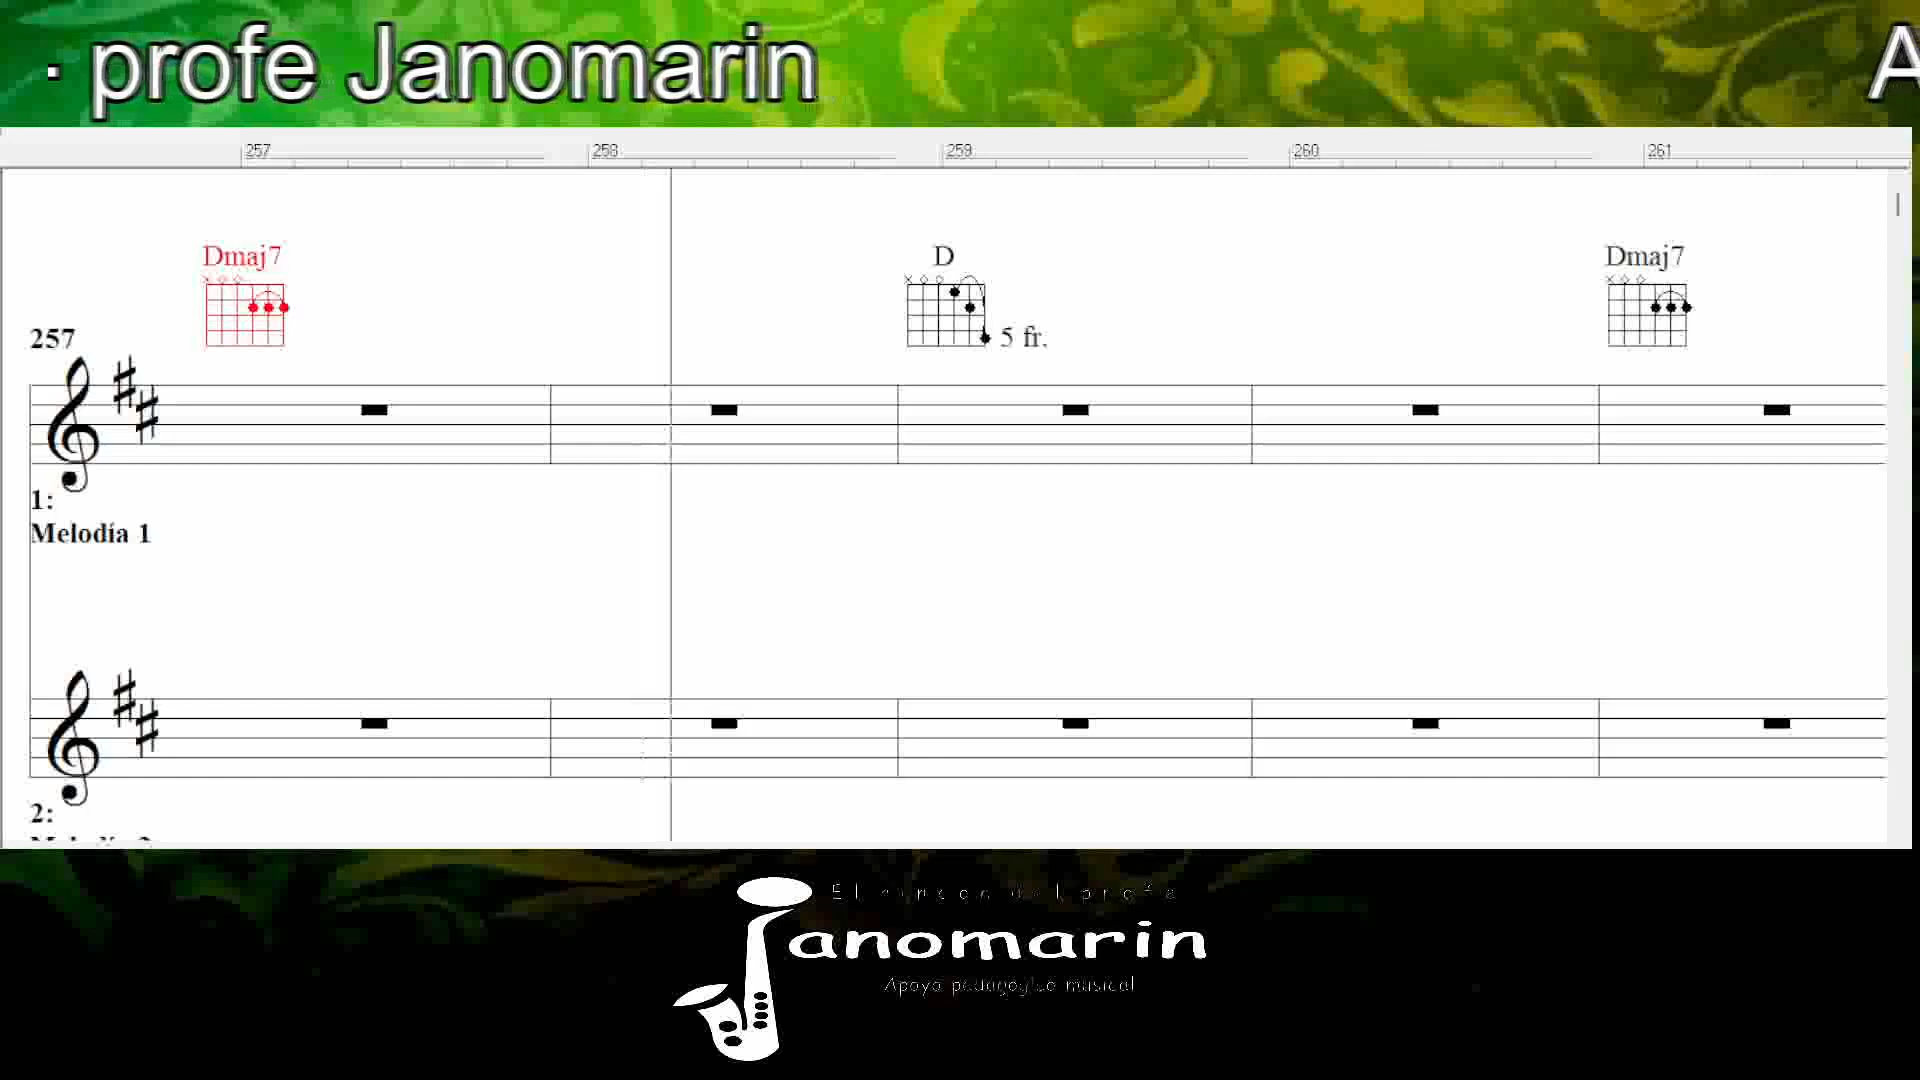 · profe Janomarin A
257 258 259 260 261
Dmaj7 D Dmaj7
5 fr.
257
1:
Melodía 1
2:
Janomarin
Apoyo pedagógico musical